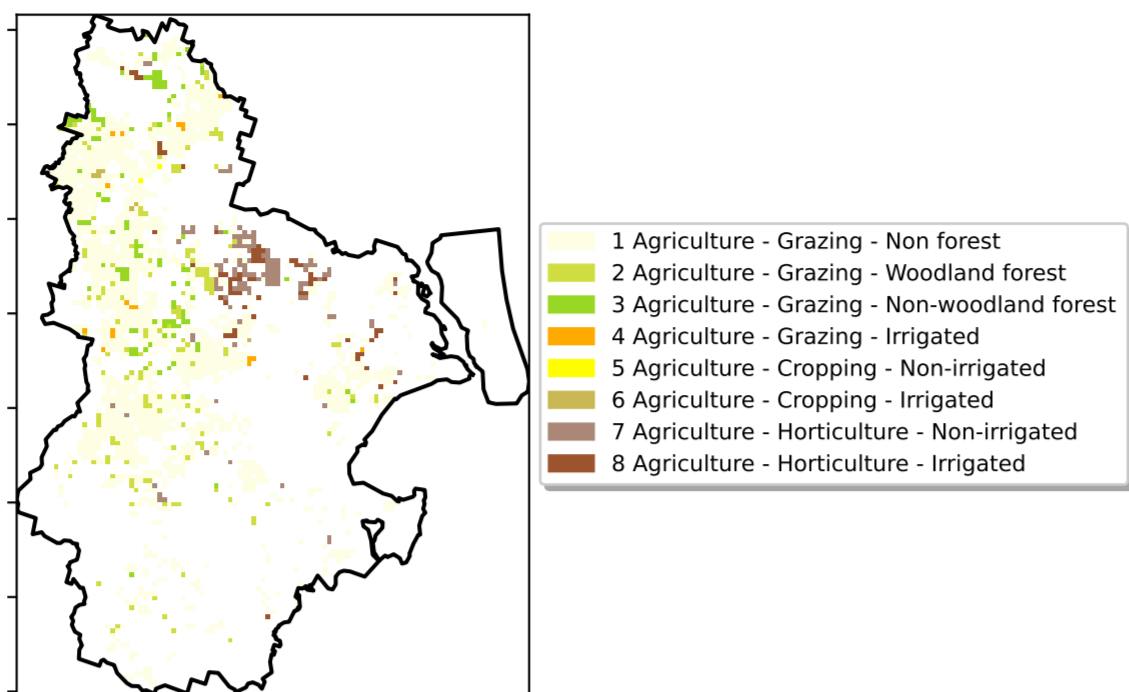 1 Agriculture - Grazing - Non forest
2 Agriculture - Grazing - Woodland forest
3 Agriculture - Grazing - Non-woodland forest
4 Agriculture - Grazing - Irrigated
5 Agriculture - Cropping - Non-irrigated
6 Agriculture - Cropping - Irrigated
7 Agriculture - Horticulture - Non-irrigated
8 Agriculture - Horticulture - Irrigated